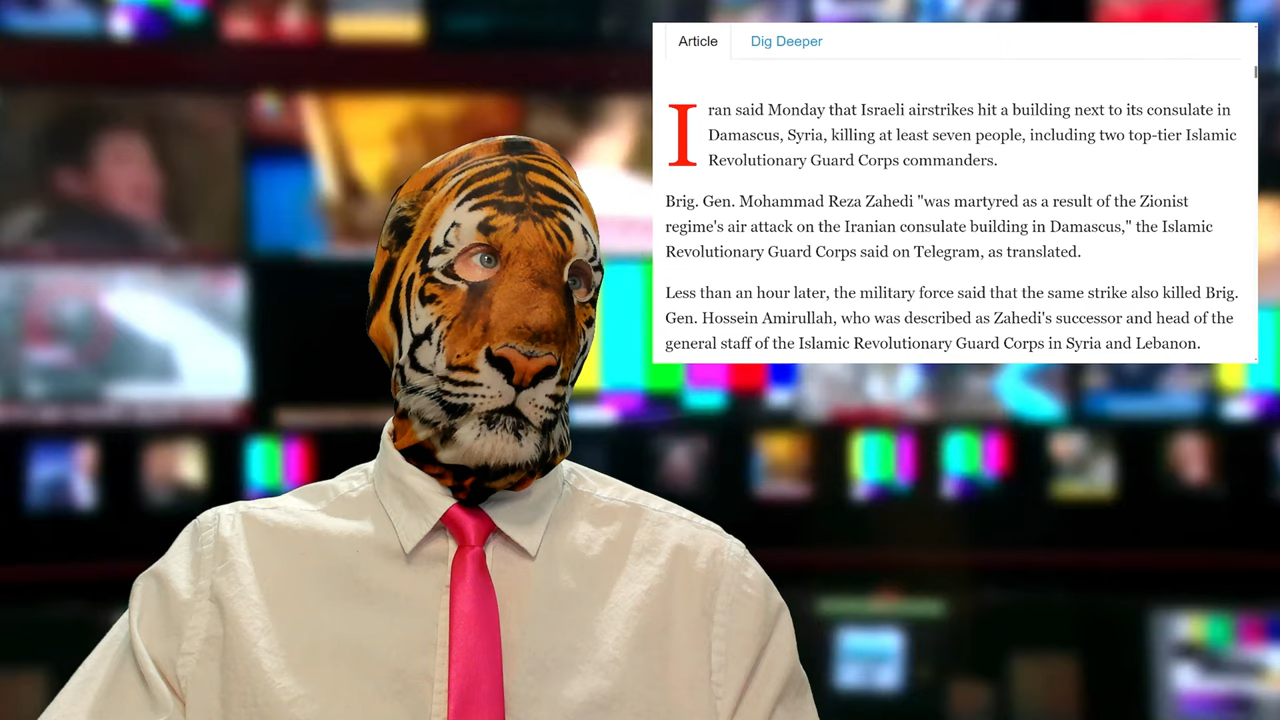 Article Dig Deeper
Iran said Monday that Israeli airstrikes hit a building next to its consulate in
Damascus, Syria, killing at least seven people, including two top-tier Islamic
Revolutionary Guard Corps commanders.
Brig. Gen. Mohammad Reza Zahedi "was martyred as a result of the Zionist
regime's air attack on the Iranian consulate building in Damascus," the Islamic
Revolutionary Guard Corps said on Telegram, as translated.
Less than an hour later, the military force said that the same strike also killed Brig.
Gen. Hossein Amirullah, who was described as Zahedi's successor and head of the
general staff of the Islamic Revolutionary Guard Corps in Syria and Lebanon.